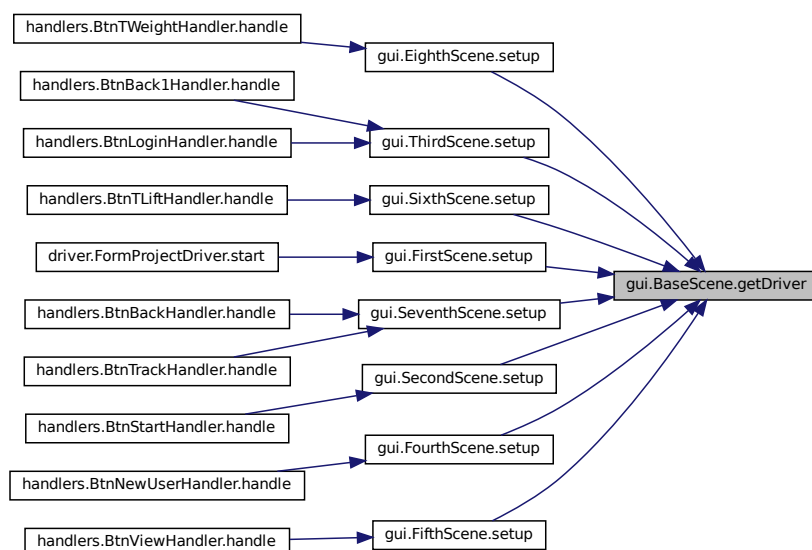 handlers.BtnTWeightHandler.handle
gui.EighthScene.setup
handlers.BtnBack1Handler.handle
gui.ThirdScene.setup
handlers.BtnLoginHandler.handle
handlers.BtnTLiftHandler.handle
gui.SixthScene.setup
driver.FormProjectDriver.start
gui.FirstScene.setup
gui.BaseScene.getDriver
handlers.BtnBackHandler.handle
gui.SeventhScene.setup
handlers.BtnTrackHandler.handle
gui.SecondScene.setup
handlers.BtnStartHandler.handle
gui.FourthScene.setup
handlers.BtnNewUserHandler.handle
gui.FifthScene.setup
handlers.BtnViewHandler.handle